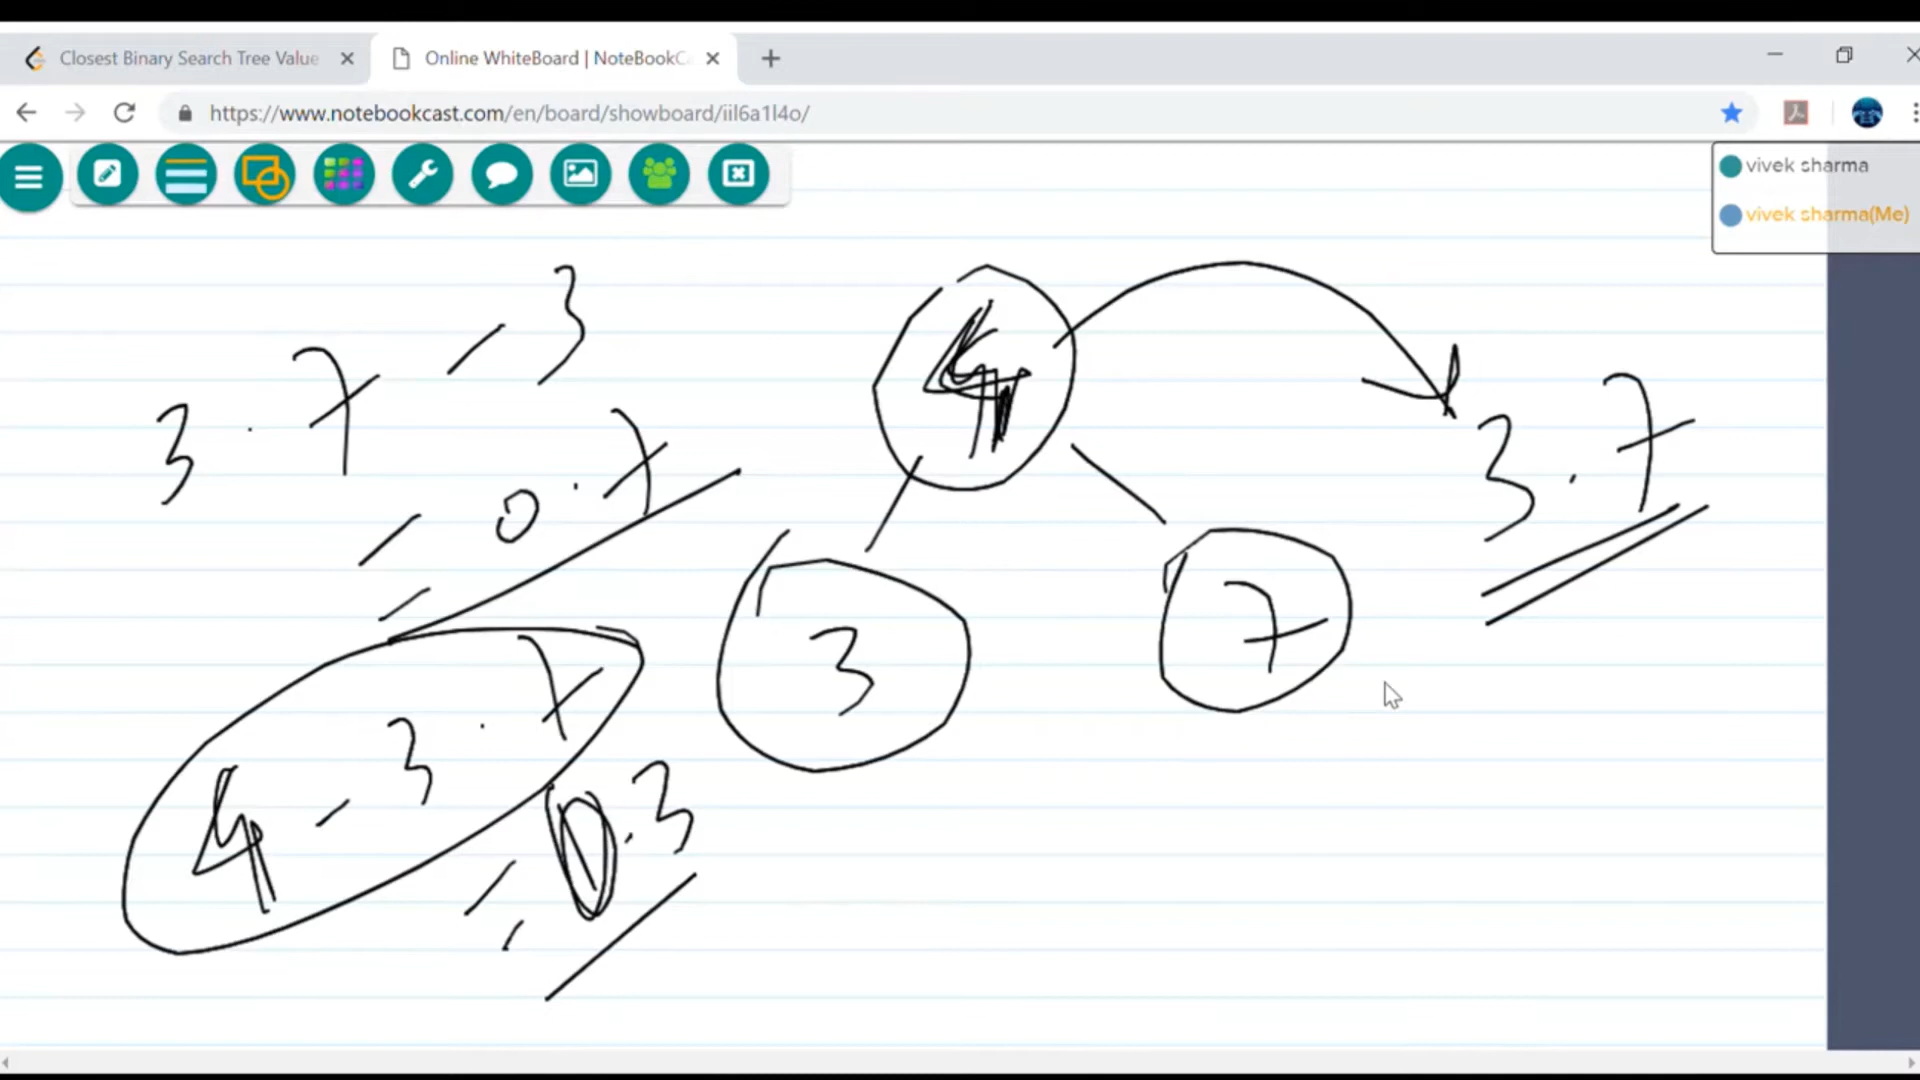 Closest Binary Search Tree Value
Online WhiteBoard | NoteBookC
https://www.notebookcast.com/en/board/showboard/iil6a1l4o/
vivek sharma
vivek sharma(Me)
3.7 - 3
= 0.7
4 - 3.7
= 0.3
4
3
7
3.7